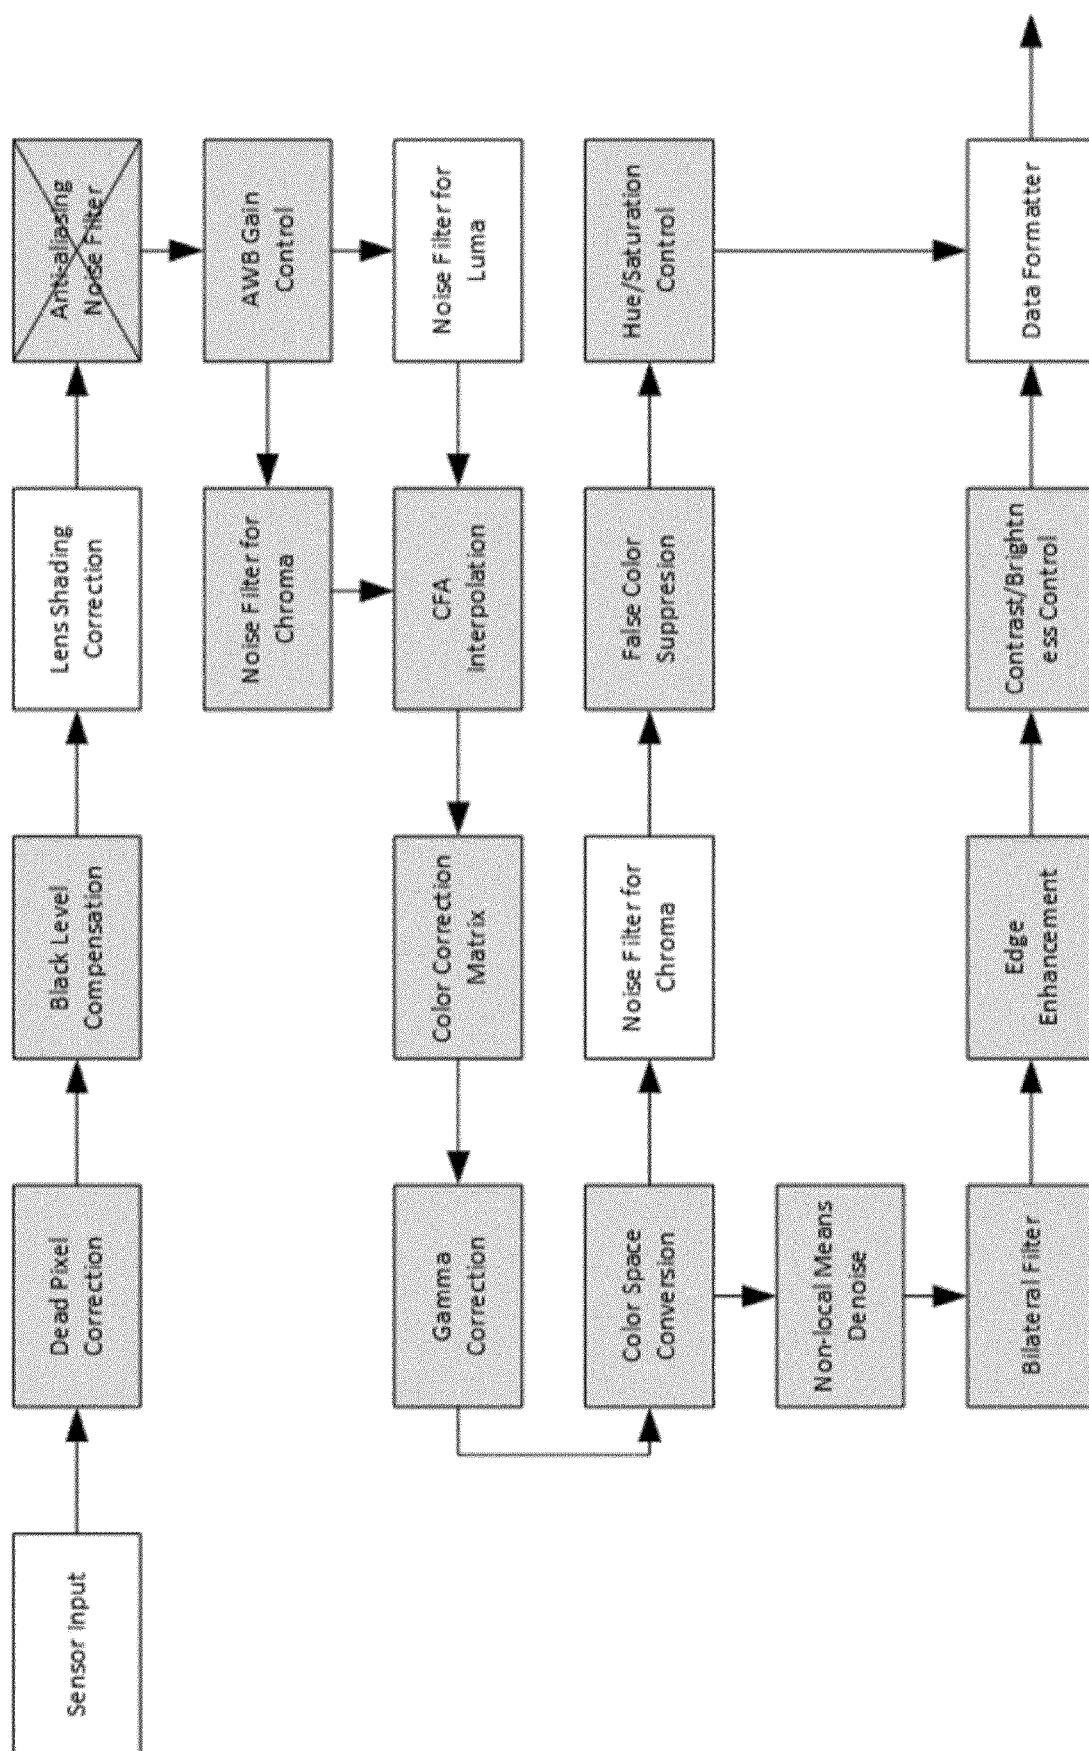 Sensor Input
Dead Pixel
Correction
Black Level
Compensation
Lens Shading
Correction
Anti-aliasing
Noise Filter
Noise Filter for
Chroma
AWB Gain
Control
Gamma
Correction
Color Correction
Matrix
CFA
Interpolation
Noise Filter for
Luma
Color Space
Conversion
Noise Filter for
Chroma
False Color
Suppresion
Hue/Saturation
Control
Non-local Means
Denoise
Bilateral Filter
Edge
Enhancement
Contrast/Brightn
ess Control
Data Formatter